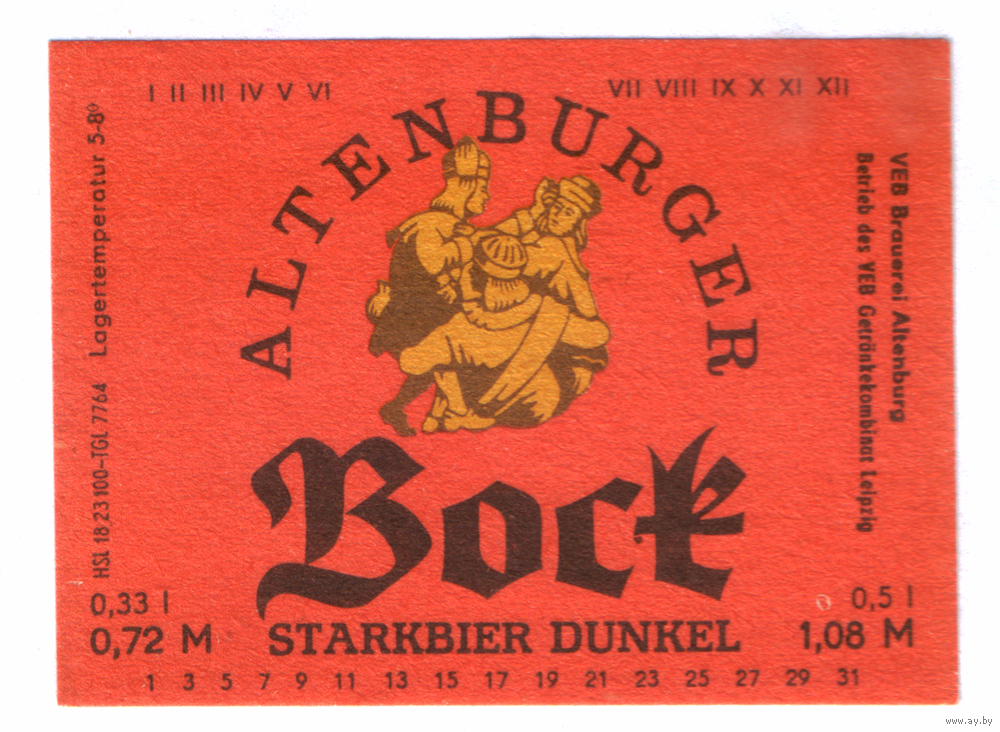 I II III IV V VI
VII VIII IX X XI XII
ALTENBURGER
Lagertemperatur 5-8°
HSL 18 23 100-TGL 7764
VEB Brauerei Altenburg
Betrieb des VEB Getränkekombinat Leipzig
Bock
0,33 l
0,72 M
STARKBIER DUNKEL
0,5 l
1,08 M
1 3 5 7 9 11 13 15 17 19 21 23 25 27 29 31
www.ay.by